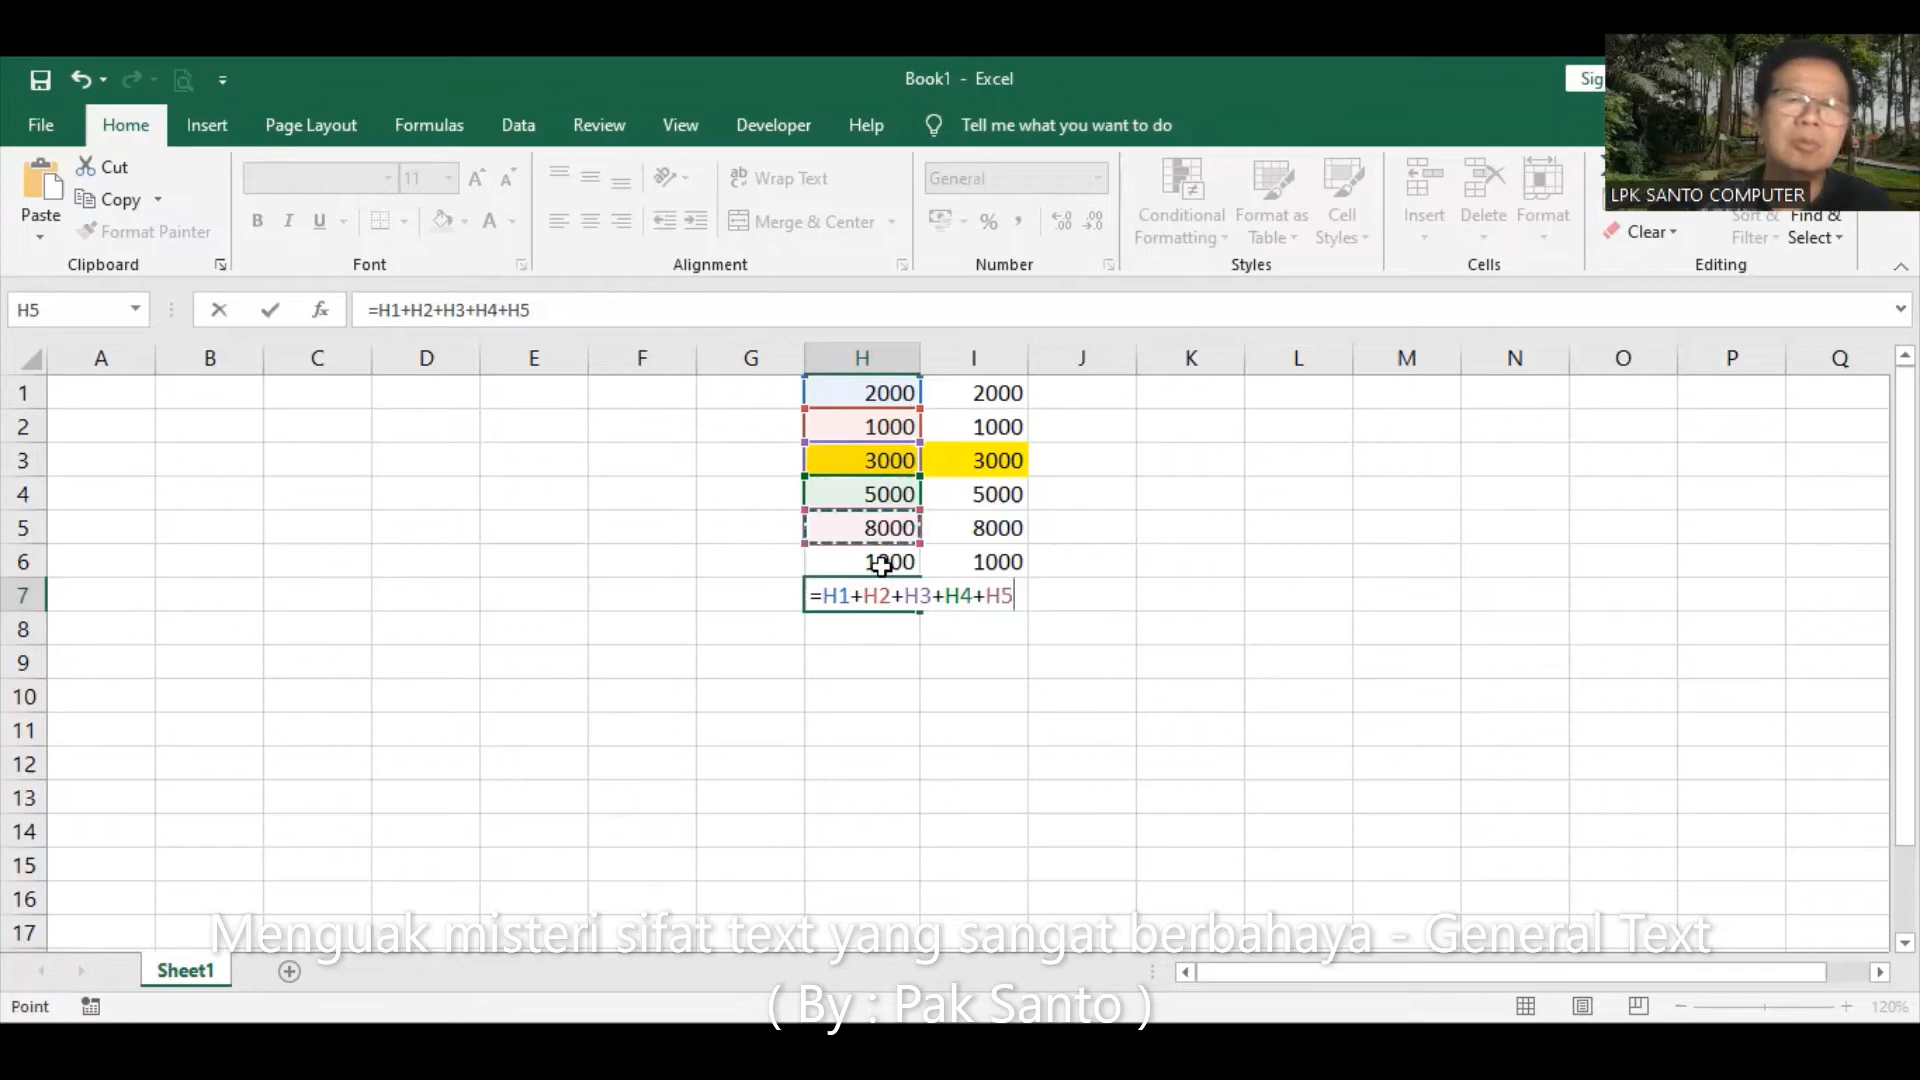 Book1 - Excel
Sig
File Home Insert Page Layout Formulas Data Review View Developer Help Tell me what you want to do
LPK SANTO COMPUTER
Paste
Cut
Copy
Format Painter
Clipboard
11
B I U
Font
Wrap Text
Merge & Center
Alignment
General
Number
Conditional Formatting
Format as Table
Cell Styles
Styles
Insert
Delete
Format
Cells
Clear
Sort & Filter
Find & Select
Editing
H5
fx
=H1+H2+H3+H4+H5
A B C D E F G H I J K L M N O P Q
1 2000 2000
2 1000 1000
3 3000 3000
4 5000 5000
5 8000 8000
6 1000
7 =H1+H2+H3+H4+H5
8
9
10
11
12
13
14
15
16
17
Menguak misteri sifat text yang sangat berbahaya - General Text
( By : Pak Santo )
Sheet1
Point
120%